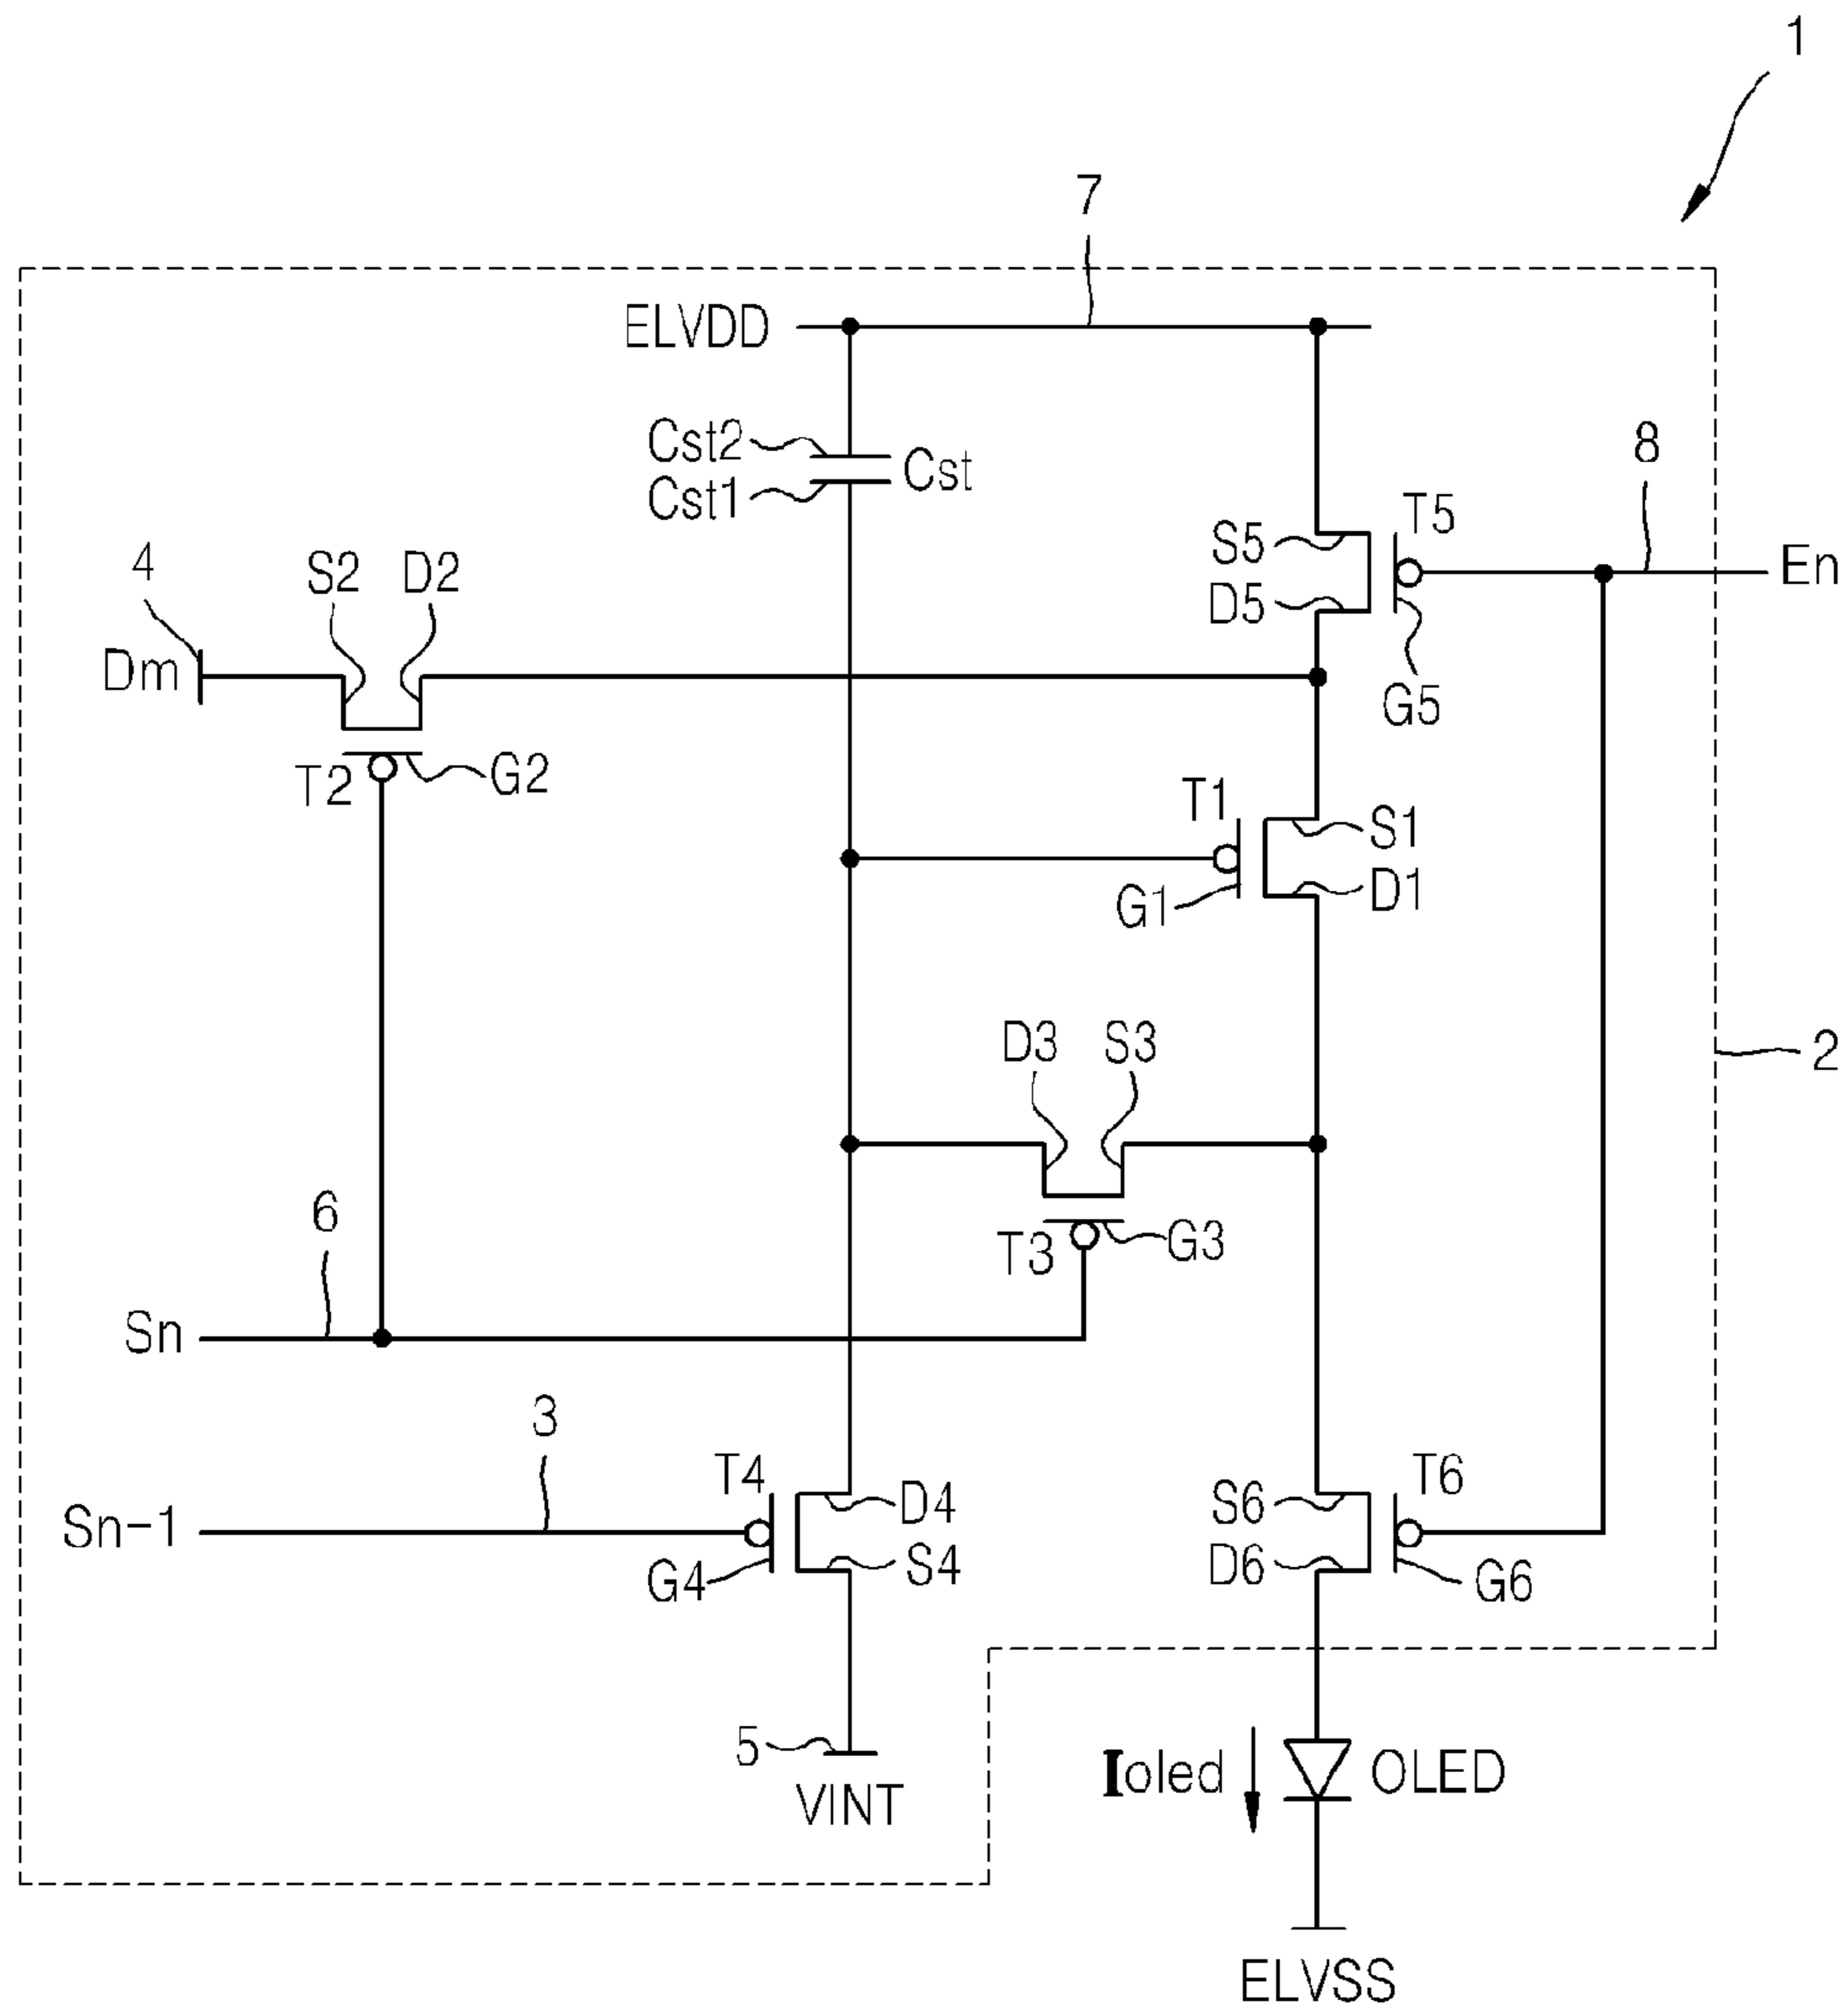 1
7
ELVDD
Cst2
Cst
Cst1
8
T5
S5
En
4
S2
D2
D5
Dm
G5
T2
G2
T1
S1
D1
G1
D3
S3
2
6
T3
G3
Sn
3
T4
D4
S6
T6
Sn-1
G4
S4
D6
G6
5
Ioled
OLED
VINT
ELVSS